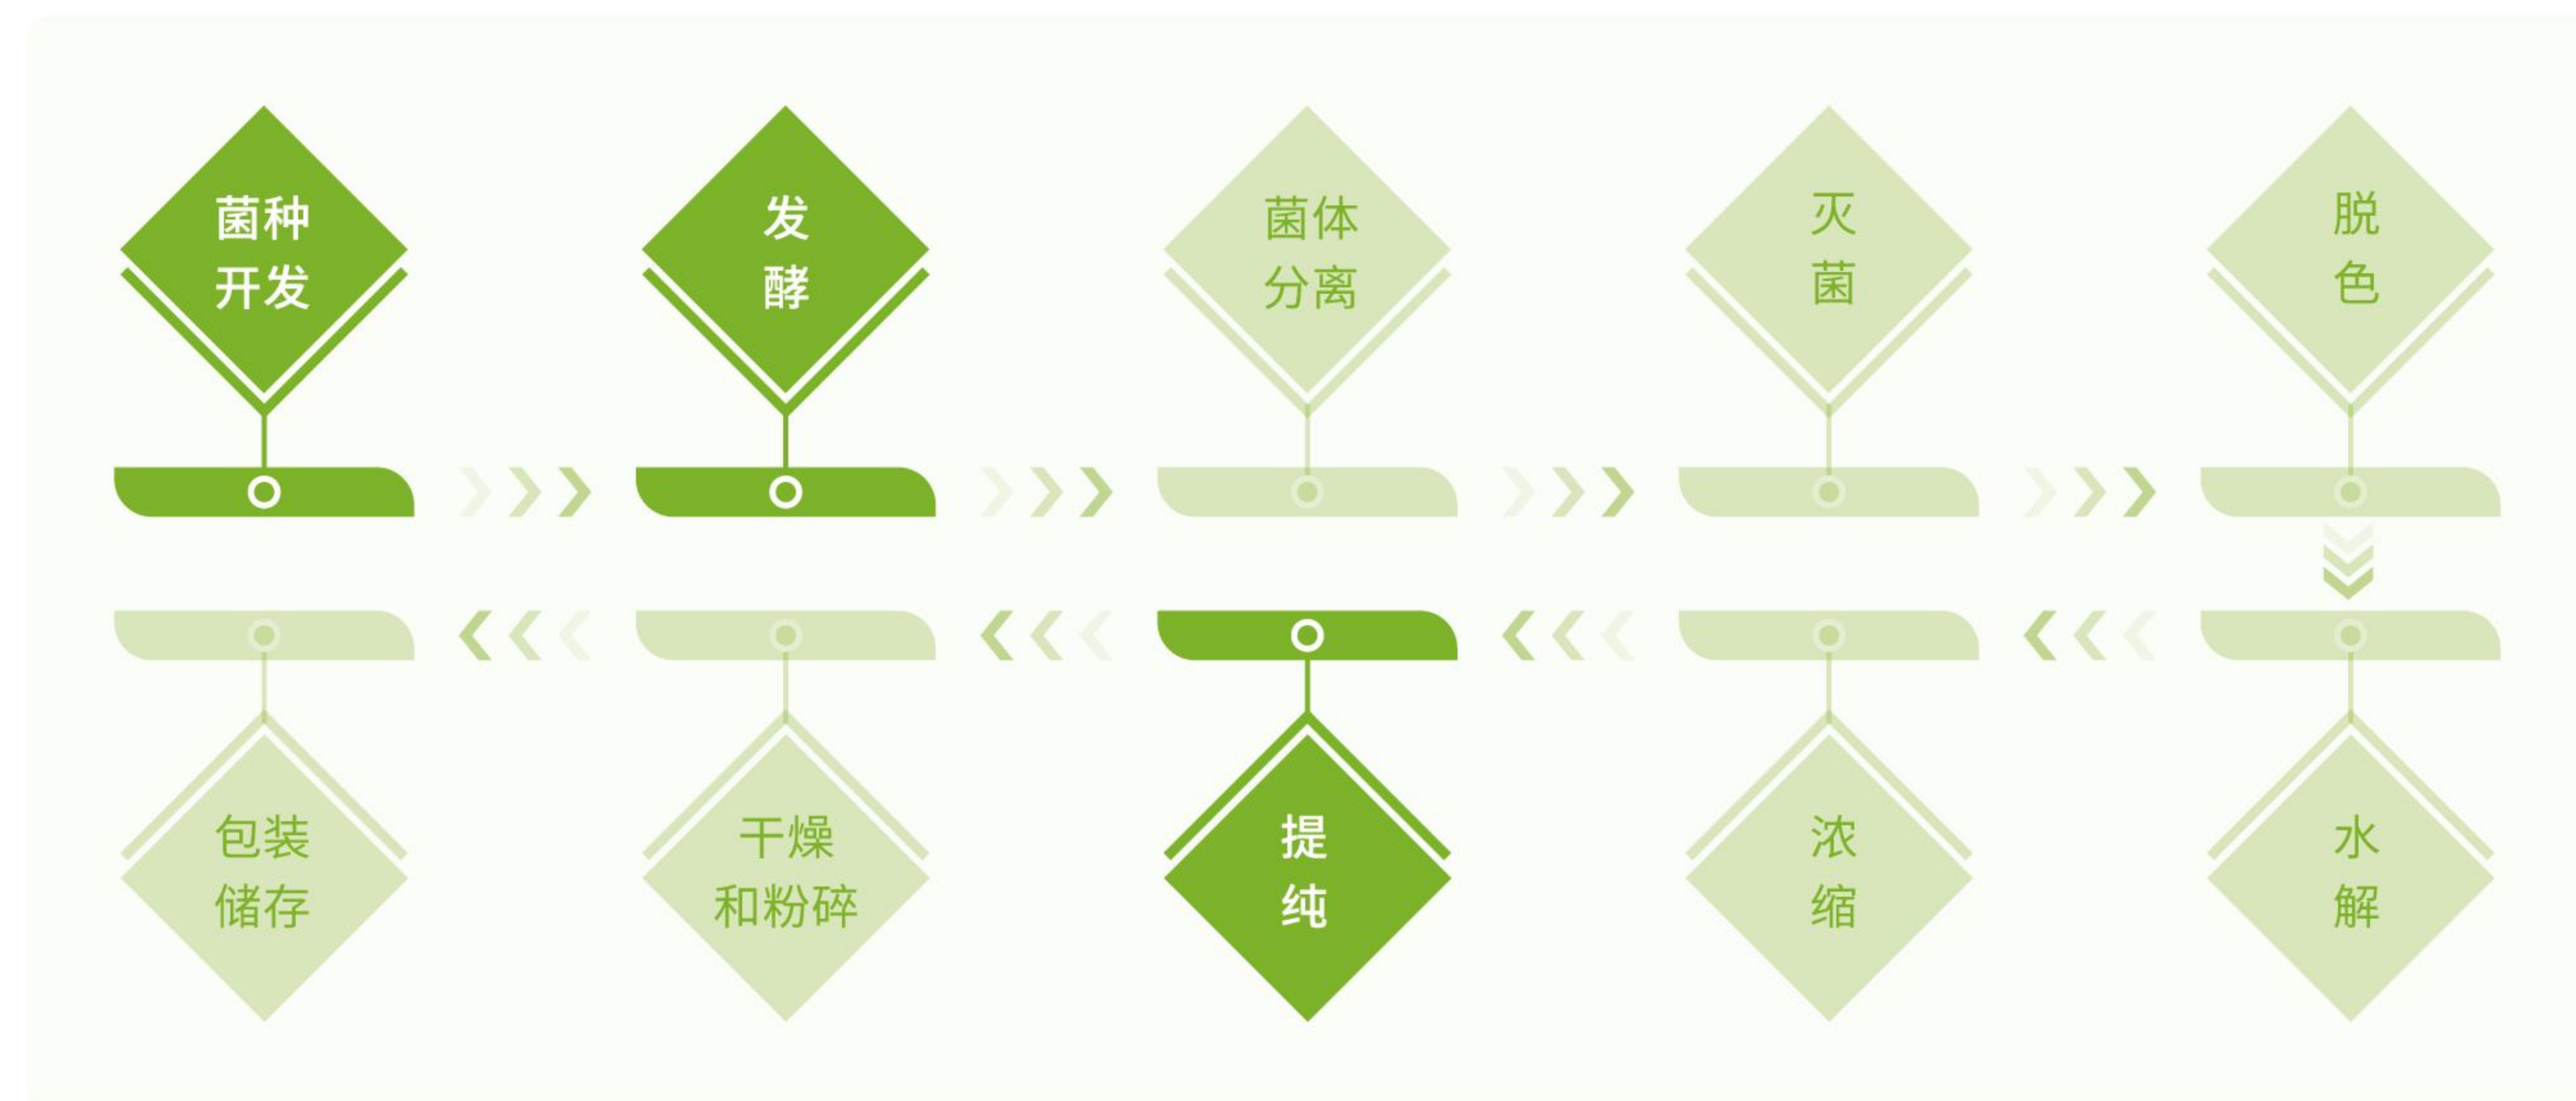 菌种
开发
发
酵
菌体
分离
灭
菌
脱
色
水
解
浓
缩
提
纯
干燥
和粉碎
包装
储存